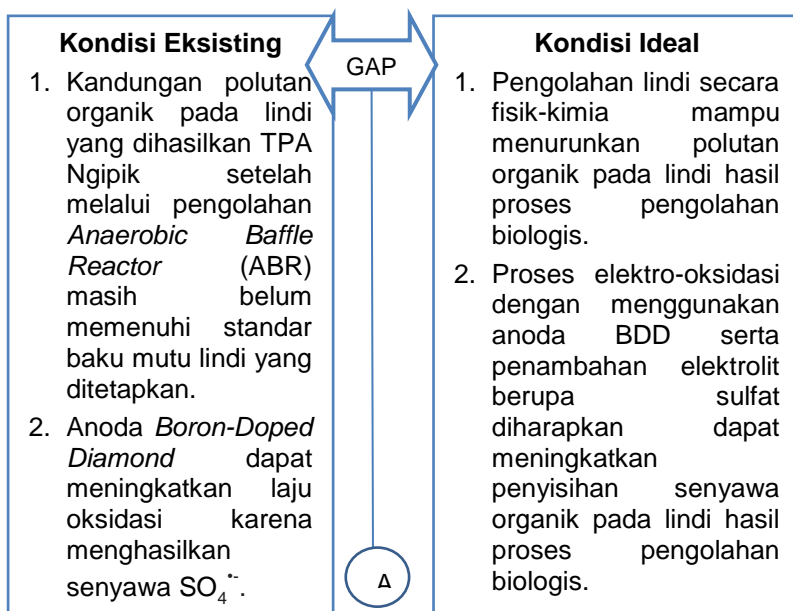 Kondisi Eksisting
1. Kandungan polutan
organik pada lindi
yang dihasilkan TPA
Ngipik setelah
melalui pengolahan
Anaerobic Baffle
Reactor (ABR)
masih belum
memenuhi standar
baku mutu lindi yang
ditetapkan.
2. Anoda Boron-Doped
Diamond dapat
meningkatkan laju
oksidasi karena
menghasilkan
senyawa SO₄•-.
GAP
A
Kondisi Ideal
1. Pengolahan lindi secara
fisik-kimia mampu
menurunkan polutan
organik pada lindi hasil
proses pengolahan
biologis.
2. Proses elektro-oksidasi
dengan menggunakan
anoda BDD serta
penambahan elektrolit
berupa sulfat
diharapkan dapat
meningkatkan
penyisihan senyawa
organik pada lindi hasil
proses pengolahan
biologis.